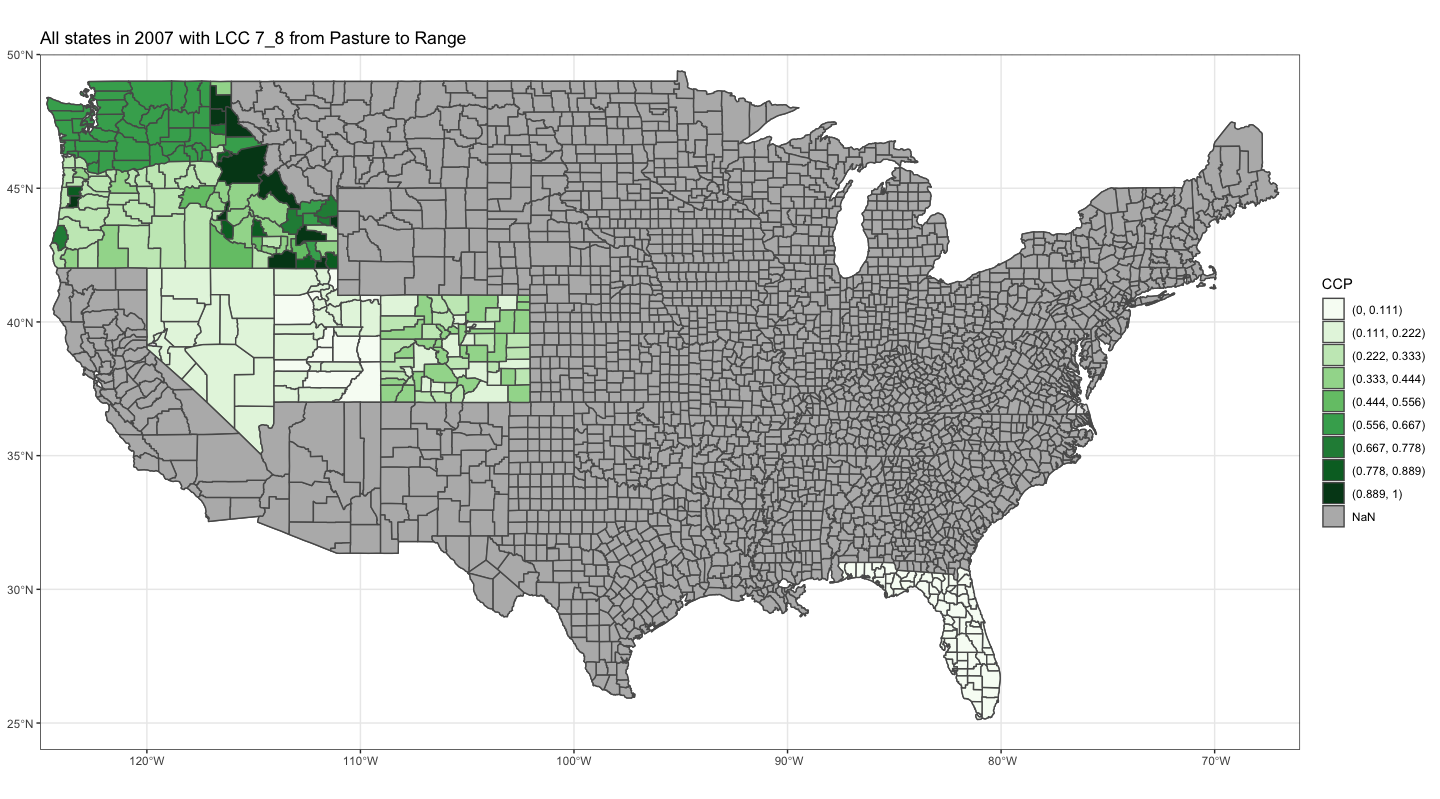 All states in 2007 with LCC 7_8 from Pasture to Range
50°N
45°N
40°N
35°N
30°N
25°N
120°W
110°W
100°W
90°W
80°W
70°W
CCP
(0, 0.111)
(0.111, 0.222)
(0.222, 0.333)
(0.333, 0.444)
(0.444, 0.556)
(0.556, 0.667)
(0.667, 0.778)
(0.778, 0.889)
(0.889, 1)
NaN